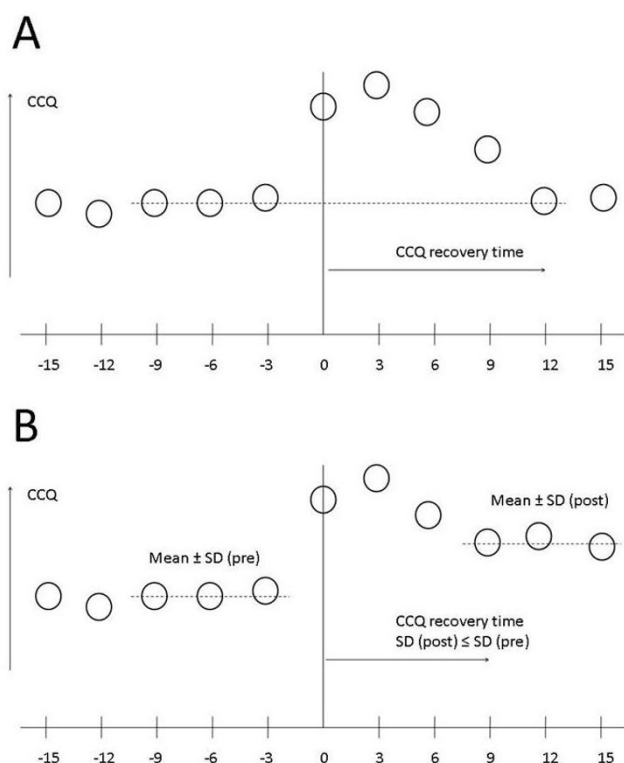 A
CCQ
CCQ recovery time
-15 -12 -9 -6 -3 0 3 6 9 12 15
B
CCQ
Mean ± SD (post)
Mean ± SD (pre)
CCQ recovery time
SD (post) ≤ SD (pre)
-15 -12 -9 -6 -3 0 3 6 9 12 15